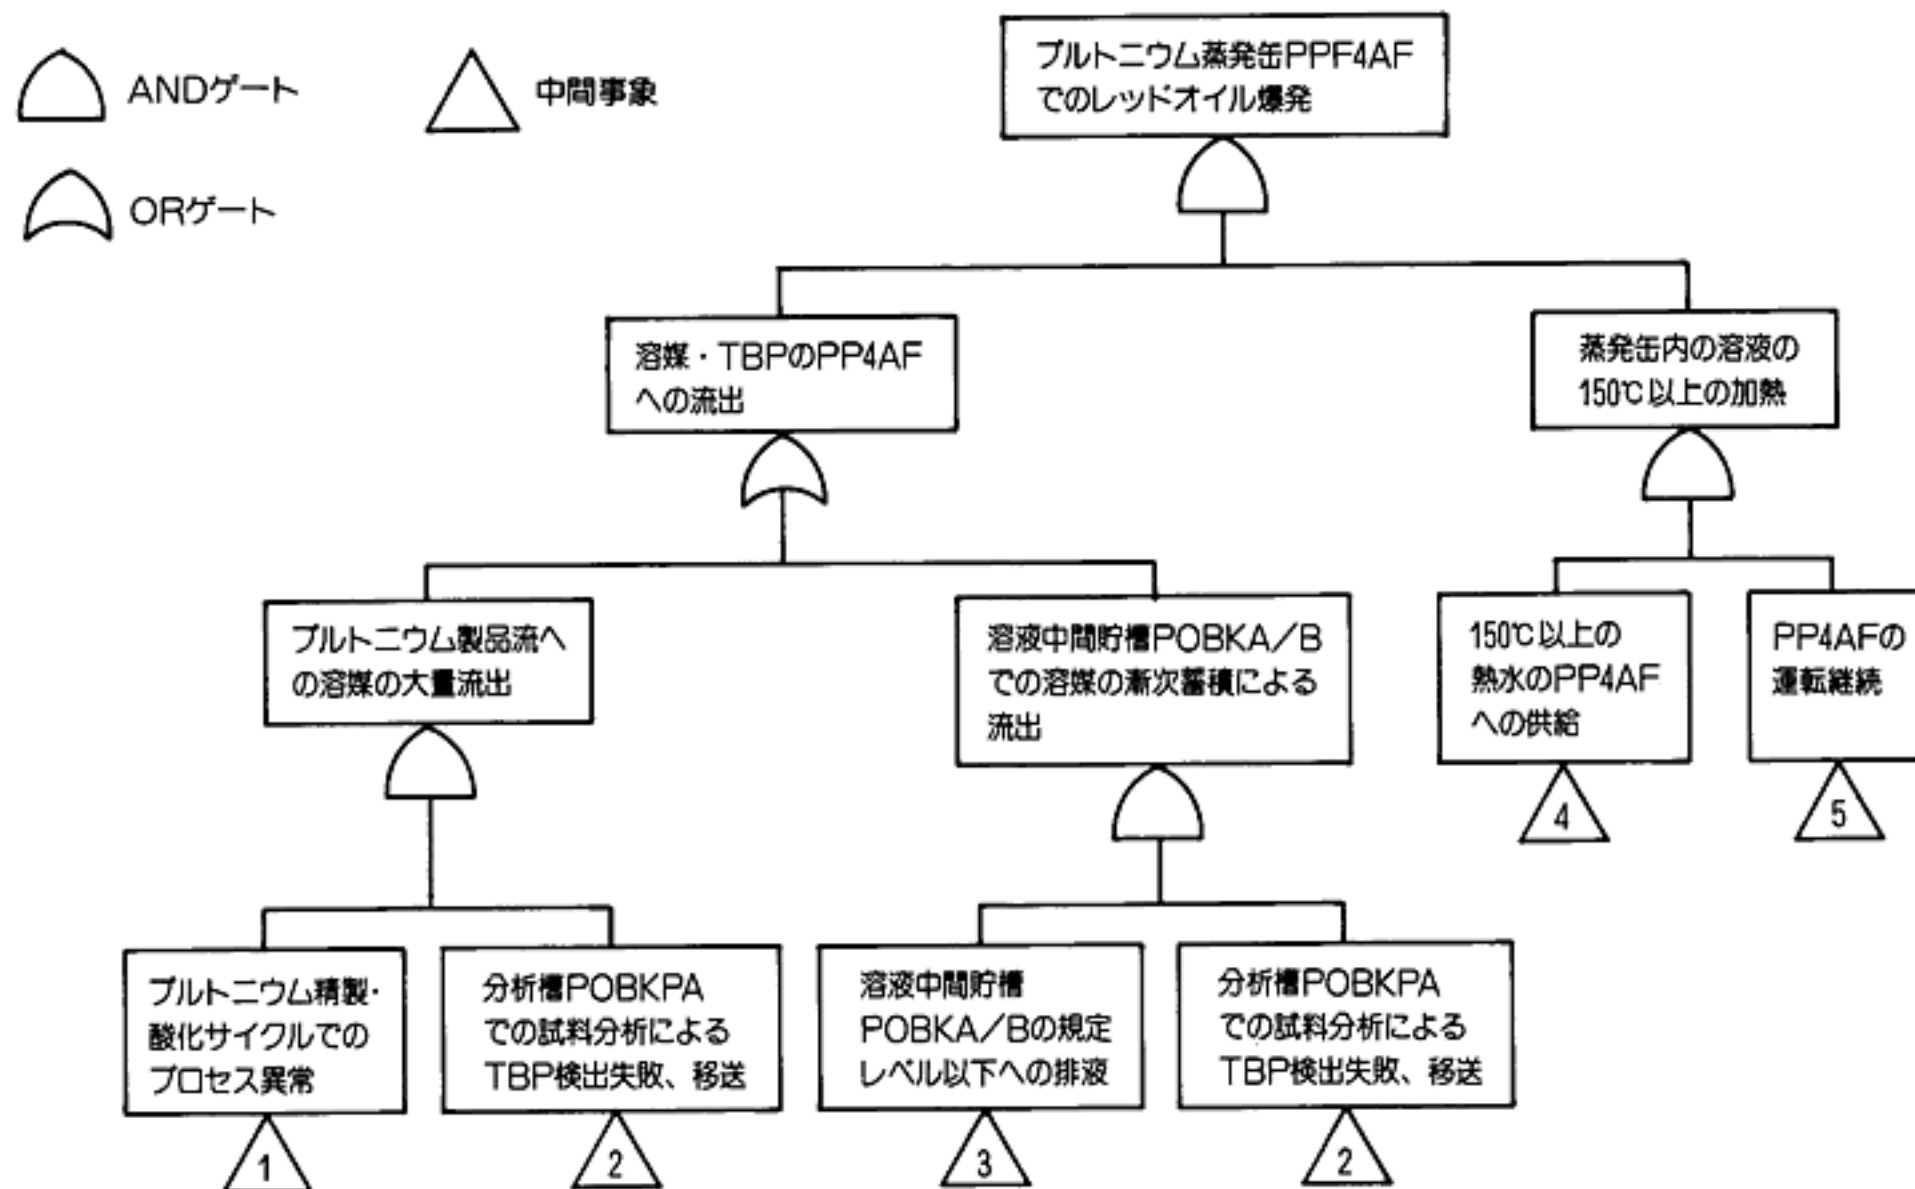 ANDゲート
中間事象
ORゲート
プルトニウム蒸発缶PPF4AF
でのレッドオイル爆発
溶媒・TBPのPP4AF
への流出
蒸発缶内の溶液の
150℃以上の加熱
プルトニウム製品流へ
の溶媒の大量流出
溶液中間貯槽POBKA／B
での溶媒の漸次蓄積による
流出
150℃以上の
熱水のPP4AF
への供給
PP4AFの
運転継続
4
5
プルトニウム精製・
酸化サイクルでの
プロセス異常
分析槽POBKPA
での試料分析による
TBP検出失敗、移送
溶液中間貯槽
POBKA／Bの規定
レベル以下への排液
分析槽POBKPA
での試料分析による
TBP検出失敗、移送
1
2
3
2